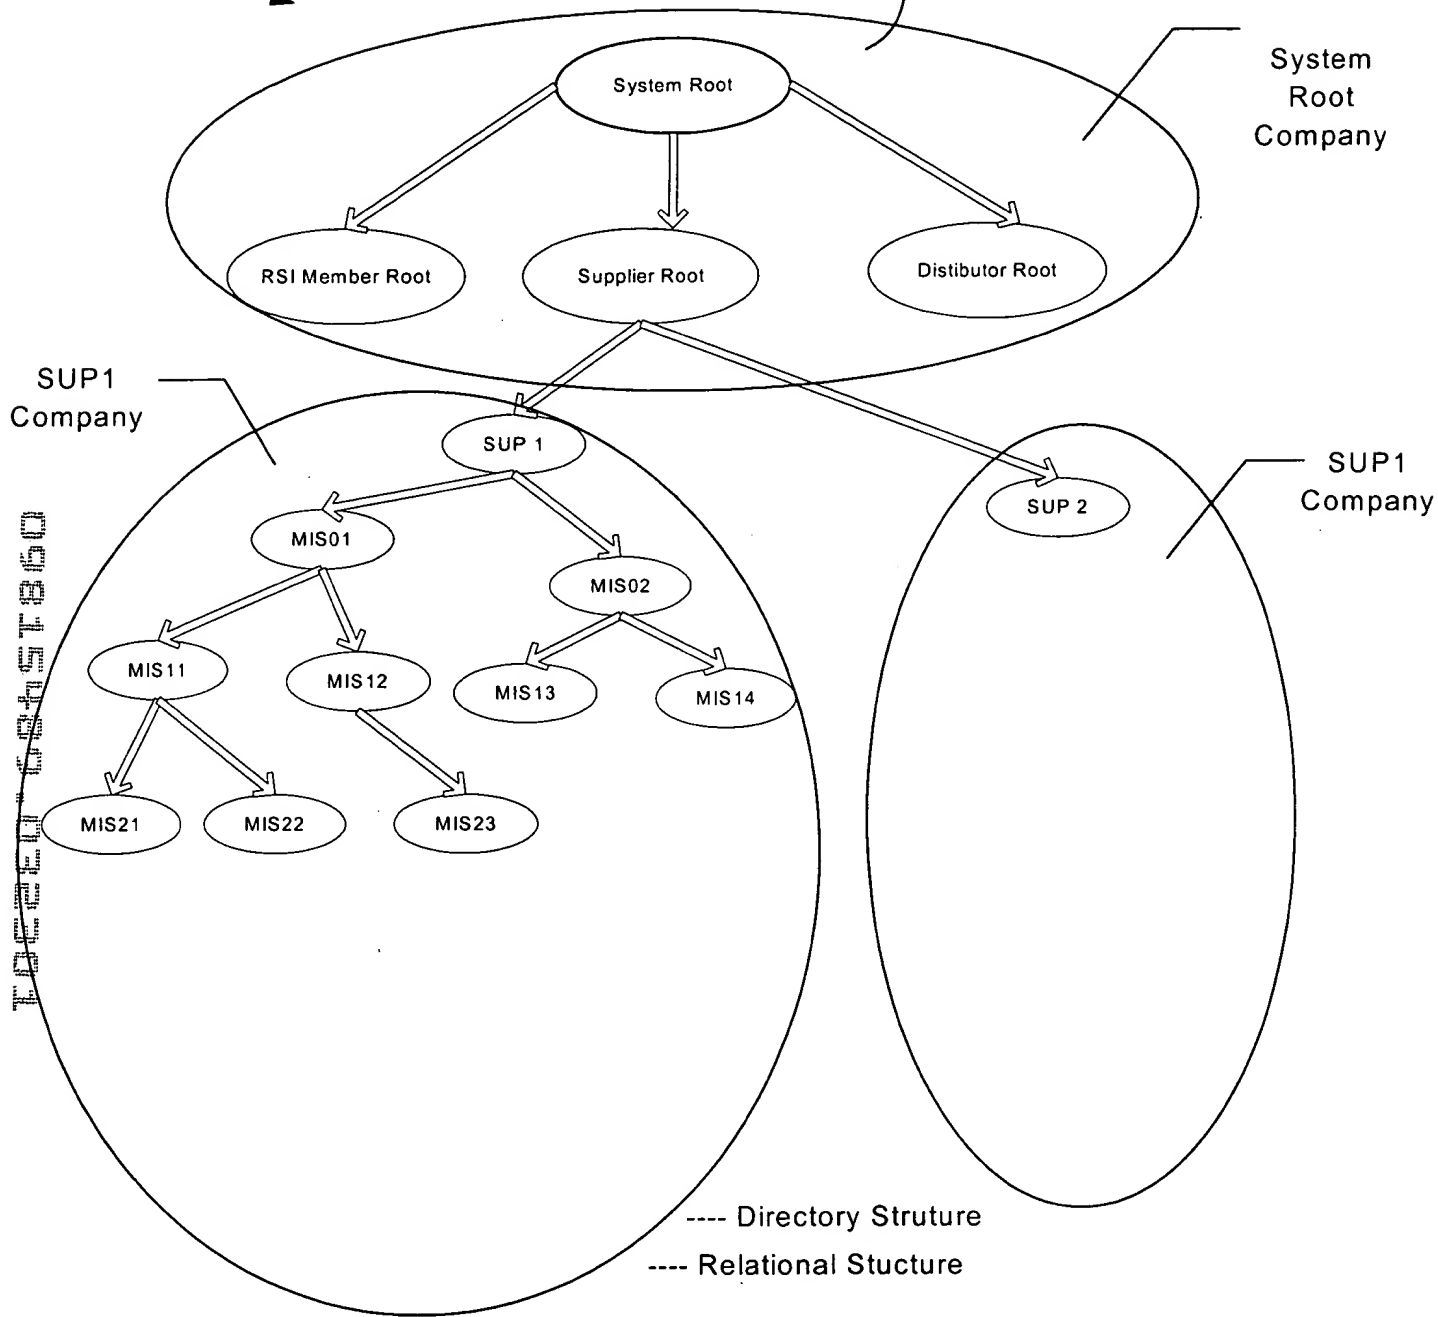 System Root
System
Root
Company
RSI Member Root
Supplier Root
Distibutor Root
SUP1
Company
SUP 1
SUP 2
SUP1
Company
MIS01
MIS02
MIS11
MIS12
MIS13
MIS14
MIS21
MIS22
MIS23
---- Directory Struture
---- Relational Stucture